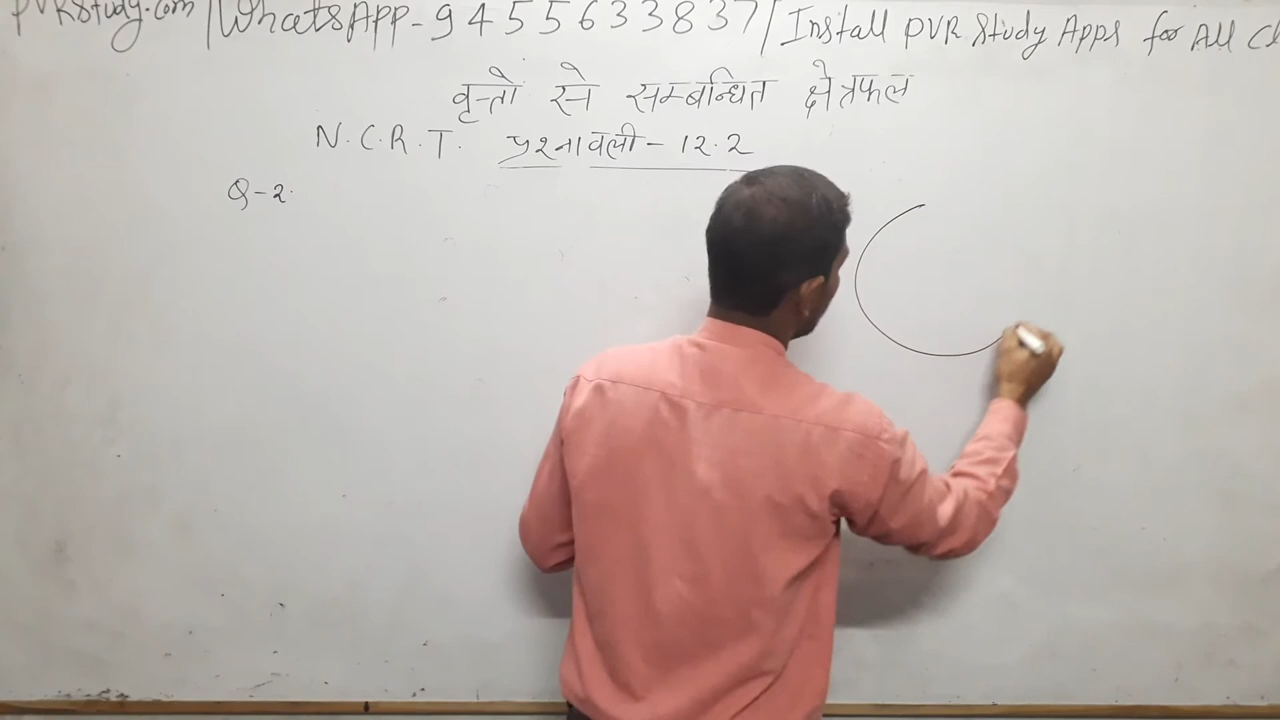 PVRStudy.com | WhatsApp-9455633837 | Install PVR Study Apps for All
वृत्तों से सम्बन्धित क्षेत्रफल
N.C.R.T. प्रश्नावली - 12.2
Q-2.